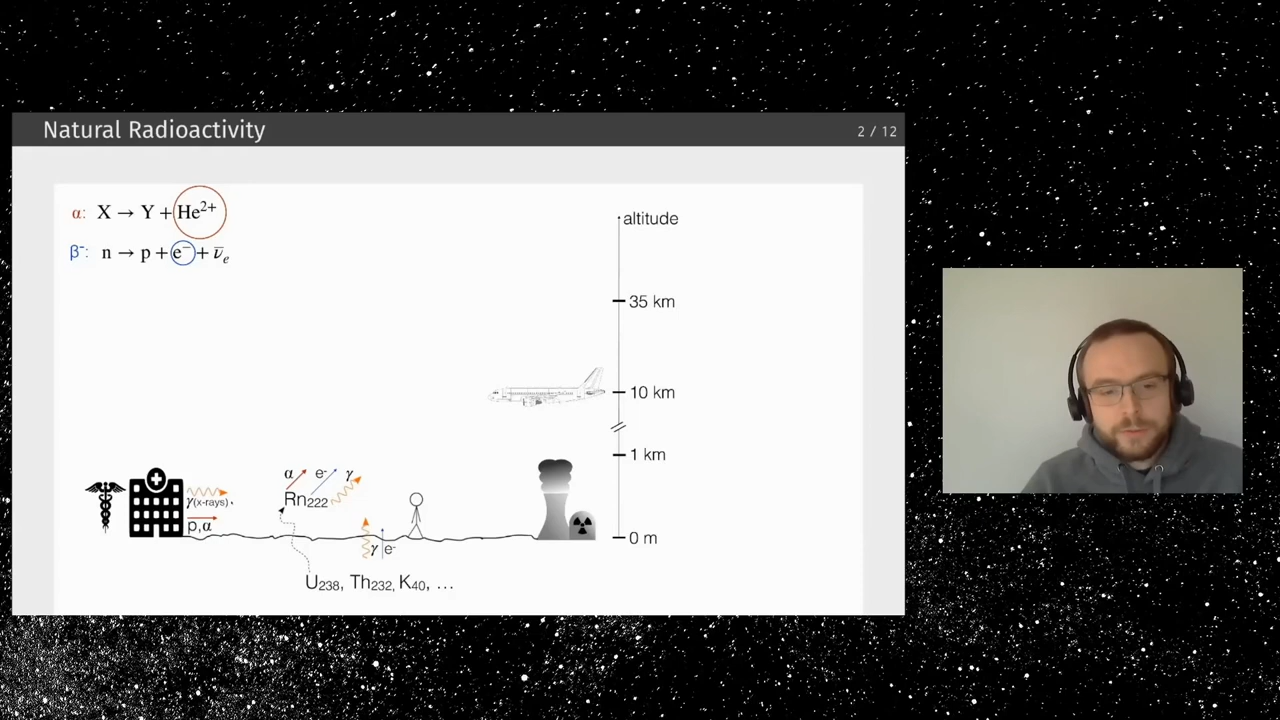 Natural Radioactivity
2 / 12
α: X → Y + He²⁺
β⁻: n → p + e⁻ + ν̅ₑ
altitude
35 km
10 km
1 km
0 m
α e⁻ γ
Rn₂₂₂
γ(x-rays)
p,α
γ e⁻
U₂₃₈, Th₂₃₂, K₄₀, …